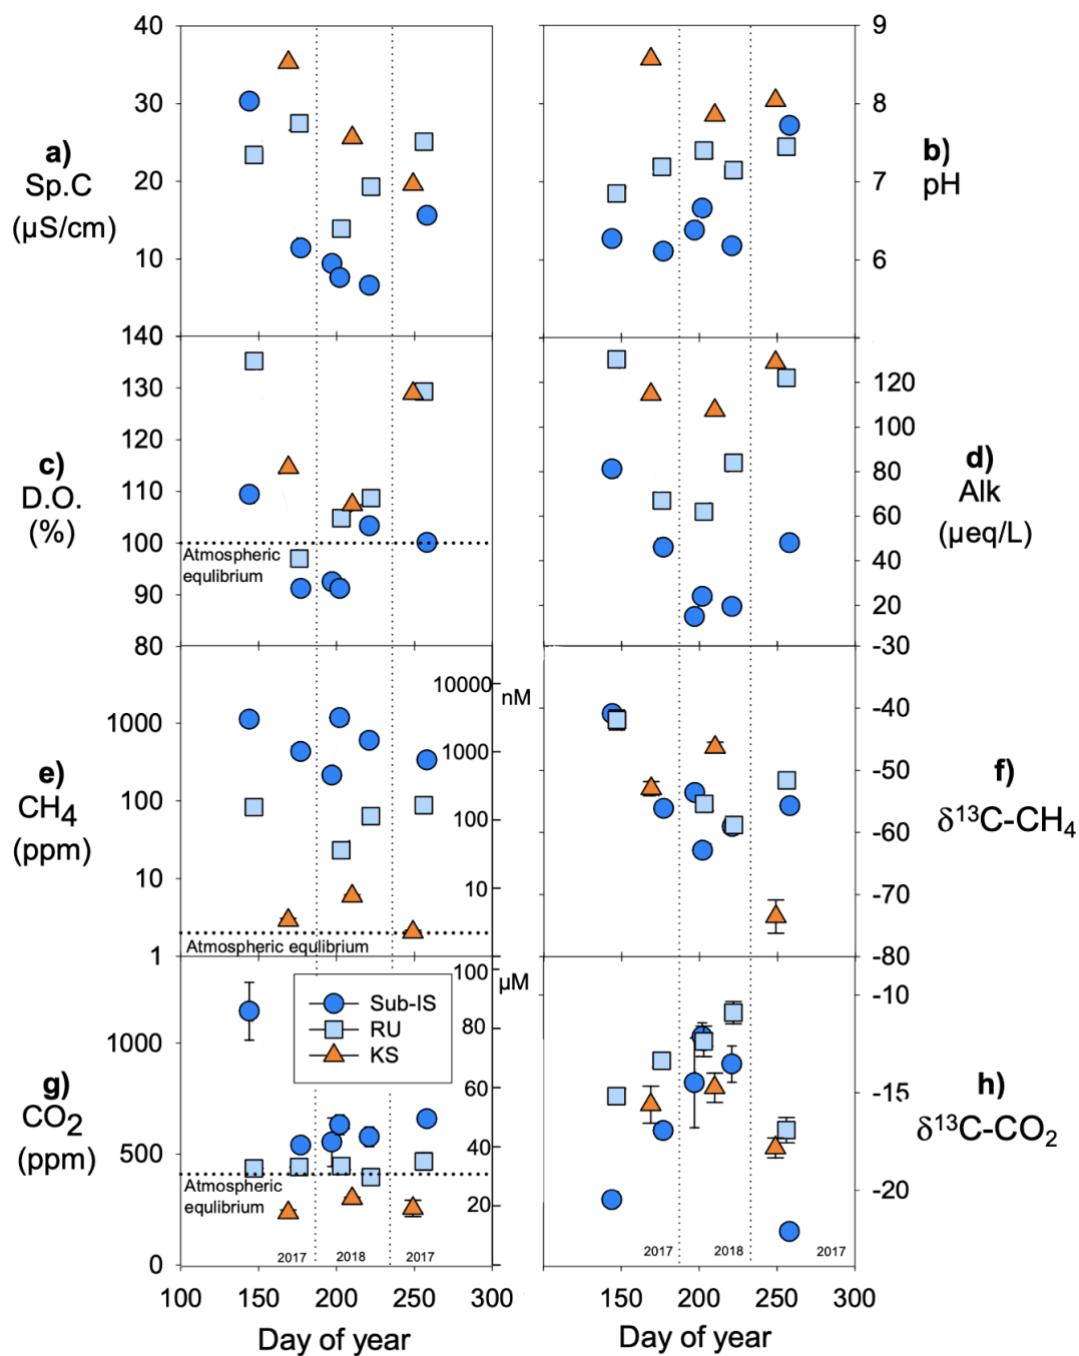 40
30
20
10
140
a)
Sp.C
(µS/cm)
9
8
7
6
b)
pH
130
120
110
100
90
80
c)
D.O.
(%)
Atmospheric
equlibrium
120
100
80
60
40
20
-30
d)
Alk
(µeq/L)
1000
100
10
1
e)
CH4
(ppm)
10000
nM
1000
100
10
Atmospheric equlibrium
-40
-50
-60
-70
-80
f)
δ13C-CH4
1000
500
0
g)
CO2
(ppm)
100
µM
80
60
40
20
Sub-IS
RU
KS
Atmospheric
equlibrium
2017
2018
2017
-10
-15
-20
h)
δ13C-CO2
2017
2018
2017
100 150 200 250 300
Day of year
150 200 250 300
Day of year